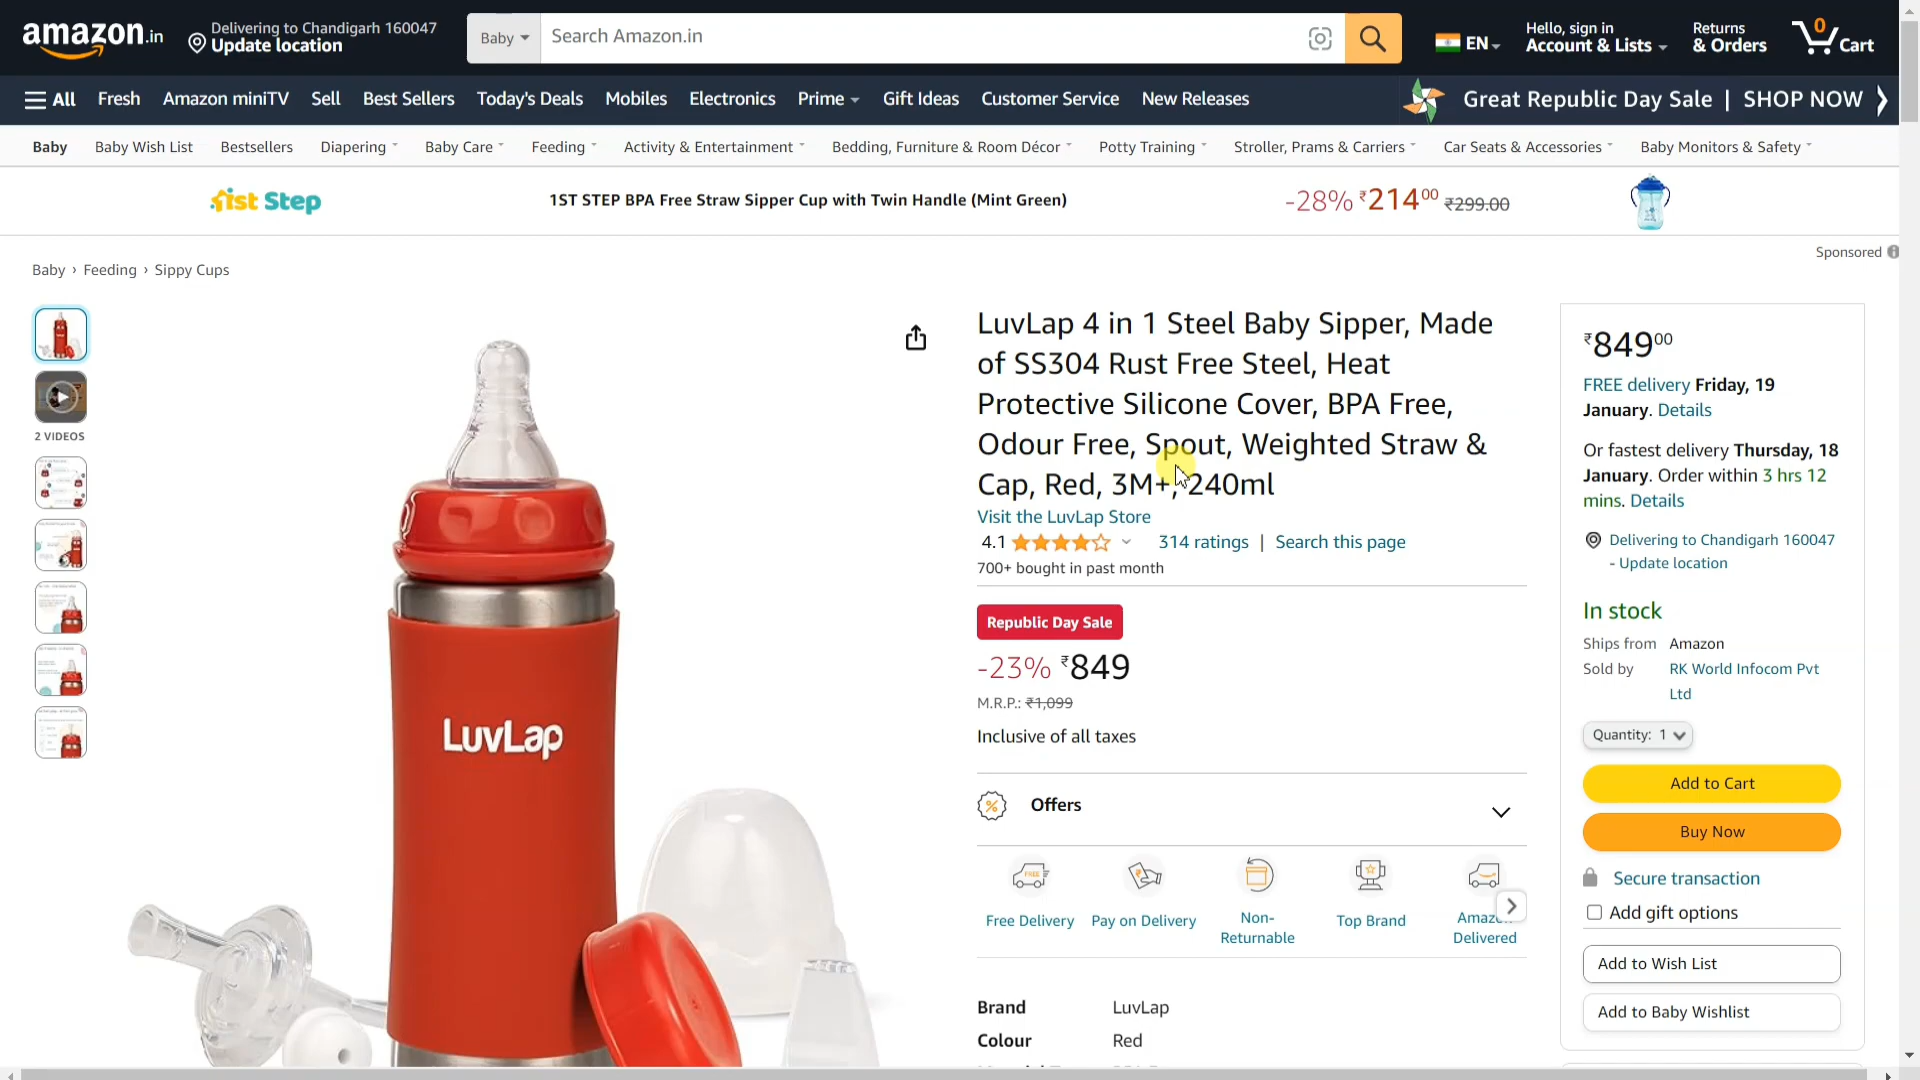 amazon.in
Delivering to Chandigarh 160047
Update location
Baby
Search Amazon.in
EN
Hello, sign in
Account & Lists
Returns
& Orders
0
Cart
All
Fresh
Amazon miniTV
Sell
Best Sellers
Today's Deals
Mobiles
Electronics
Prime
Gift Ideas
Customer Service
New Releases
Great Republic Day Sale | SHOP NOW
Baby
Baby Wish List
Bestsellers
Diapering
Baby Care
Feeding
Activity & Entertainment
Bedding, Furniture & Room Décor
Potty Training
Stroller, Prams & Carriers
Car Seats & Accessories
Baby Monitors & Safety
1st Step
1ST STEP BPA Free Straw Sipper Cup with Twin Handle (Mint Green)
-28% ₹21400 ₹299.00
Sponsored
Baby › Feeding › Sippy Cups
2 VIDEOS
LuvLap
LuvLap 4 in 1 Steel Baby Sipper, Made
of SS304 Rust Free Steel, Heat
Protective Silicone Cover, BPA Free,
Odour Free, Spout, Weighted Straw &
Cap, Red, 3M+, 240ml
Visit the LuvLap Store
4.1
314 ratings | Search this page
700+ bought in past month
Republic Day Sale
-23% ₹849
M.R.P.: ₹1,099
Inclusive of all taxes
Offers
FREE
Free Delivery
Pay on Delivery
Non-
Returnable
Top Brand
Amaz
Delivered
Brand LuvLap
Colour Red
₹84900
FREE delivery Friday, 19
January. Details
Or fastest delivery Thursday, 18
January. Order within 3 hrs 12
mins. Details
Delivering to Chandigarh 160047
- Update location
In stock
Ships from Amazon
Sold by RK World Infocom Pvt
Ltd
Quantity: 1
Add to Cart
Buy Now
Secure transaction
Add gift options
Add to Wish List
Add to Baby Wishlist